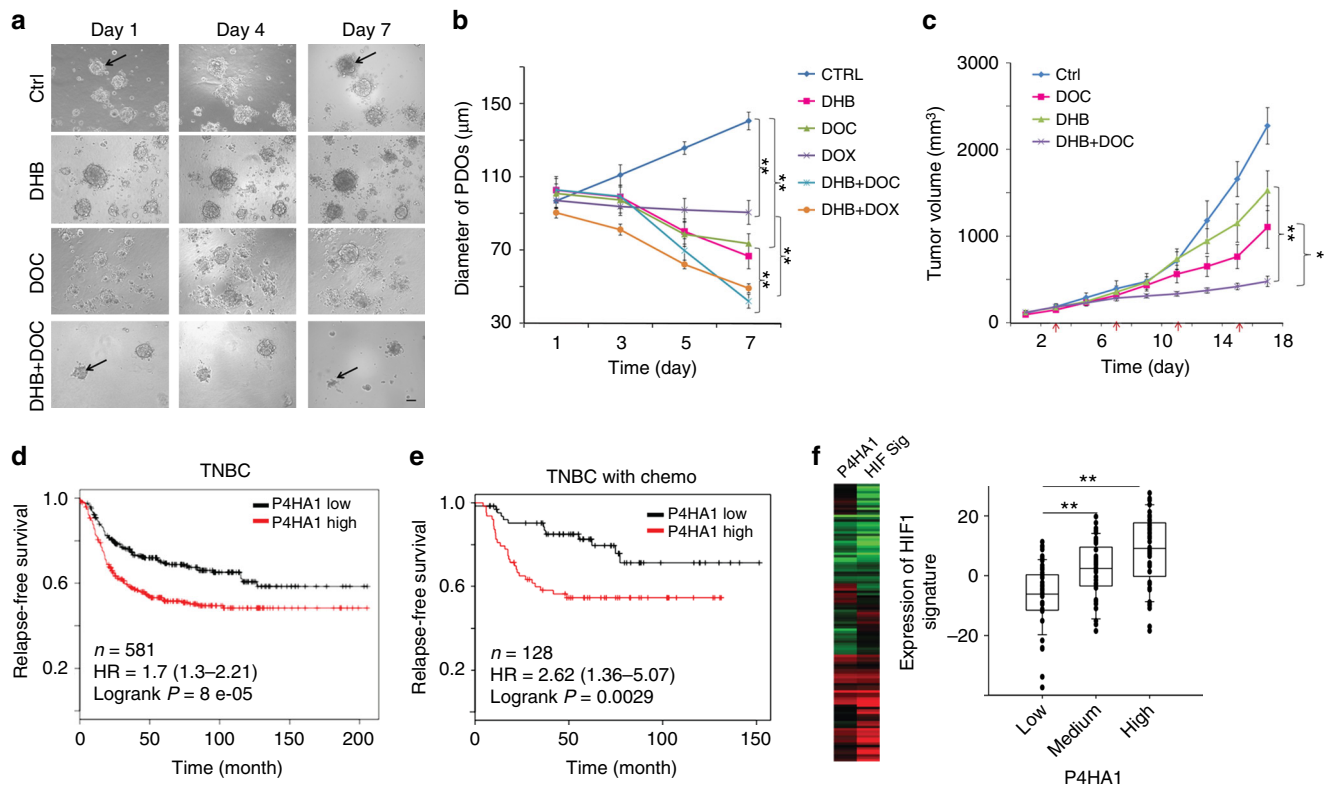 a
Day 1
Day 4
Day 7
Ctrl
DHB
DOC
DHB+DOC
b
Diameter of PDOs (μm)
150
110
70
30
1
3
5
7
Time (day)
CTRL
DHB
DOC
DOX
DHB+DOC
DHB+DOX
**
**
**
**
c
Tumor volume (mm³)
3000
2000
1000
0
2
6
10
14
18
Time (day)
Ctrl
DOC
DHB
DHB+DOC
**
*
d
TNBC
Relapse-free survival
1.0
0.6
0.2
P4HA1 low
P4HA1 high
n = 581
HR = 1.7 (1.3–2.21)
Logrank P = 8 e-05
0
50
100
150
200
Time (month)
e
TNBC with chemo
Relapse-free survival
1.0
0.6
0.2
P4HA1 low
P4HA1 high
n = 128
HR = 2.62 (1.36–5.07)
Logrank P = 0.0029
0
50
100
150
Time (month)
f
P4HA1
HIF Sig
Expression of HIF1
signature
20
0
−20
**
**
Low
Medium
High
P4HA1